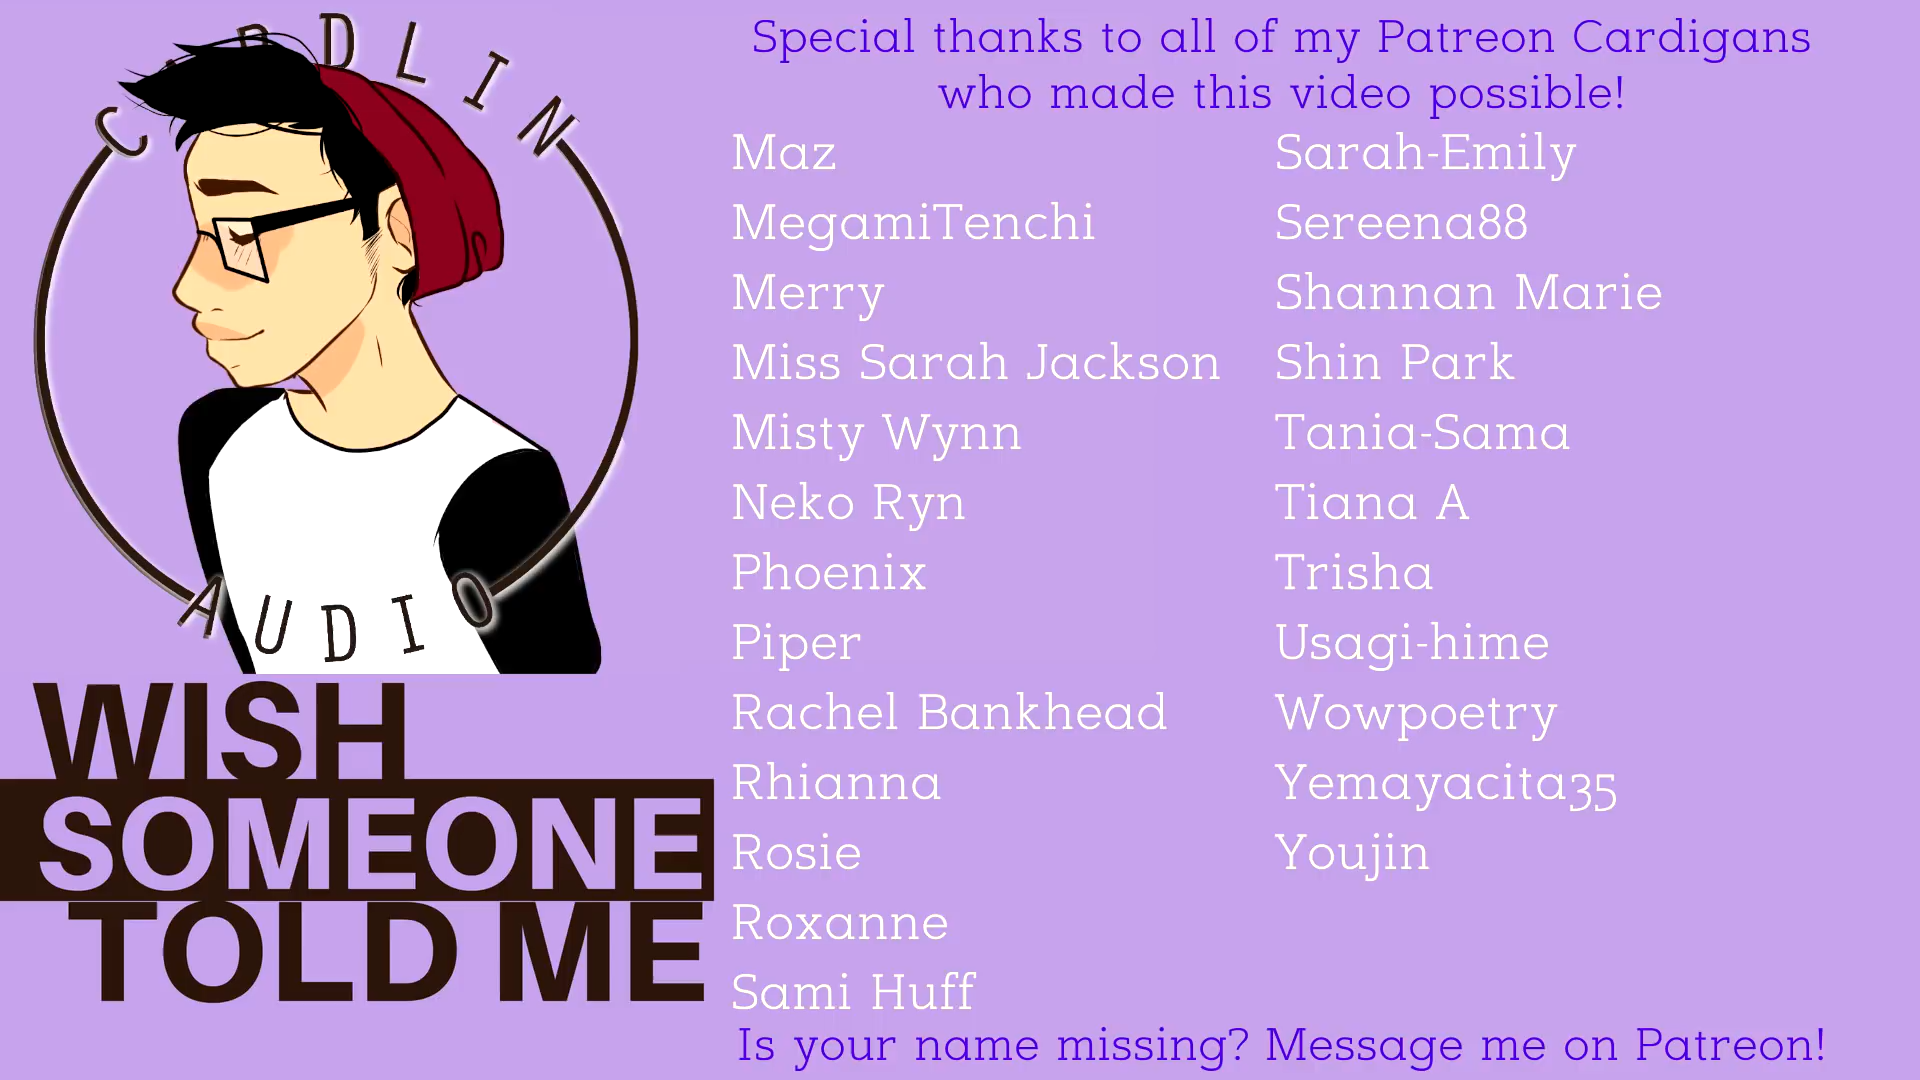 AUDIO
WISH
SOMEONE
TOLD ME
Special thanks to all of my Patreon Cardigans
who made this video possible!
Maz
MegamiTenchi
Merry
Miss Sarah Jackson
Misty Wynn
Neko Ryn
Phoenix
Piper
Rachel Bankhead
Rhianna
Rosie
Roxanne
Sami Huff
Sarah-Emily
Sereena88
Shannan Marie
Shin Park
Tania-Sama
Tiana A
Trisha
Usagi-hime
Wowpoetry
Yemayacita35
Youjin
Is your name missing? Message me on Patreon!